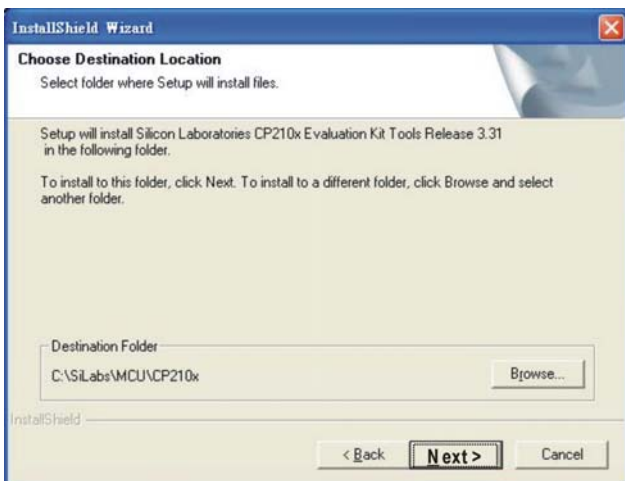 InstallShield Wizard
Choose Destination Location
Select folder where Setup will install files.
Setup will install Silicon Laboratories CP210x Evaluation Kit Tools Release 3.31
in the following folder.
To install to this folder, click Next. To install to a different folder, click Browse and select
another folder.
Destination Folder
C:\SiLabs\MCU\CP210x
Browse...
InstallShield
< Back
Next >
Cancel